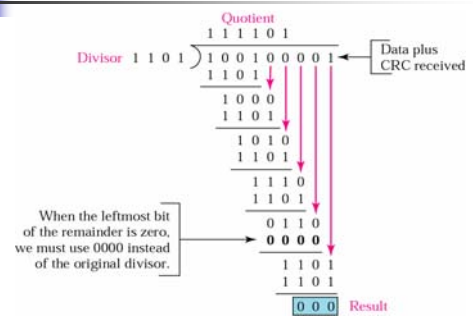 Quotient
1 1 1 1 0 1
Divisor 1 1 0 1 ) 1 0 0 1 0 0 0 0 1
Data plus
CRC received
1 1 0 1
1 0 0 0
1 1 0 1
1 0 1 0
1 1 0 1
1 1 1 0
1 1 0 1
When the leftmost bit
of the remainder is zero,
we must use 0000 instead
of the original divisor.
0 1 1 0
0 0 0 0
1 1 0 1
1 1 0 1
0 0 0 Result